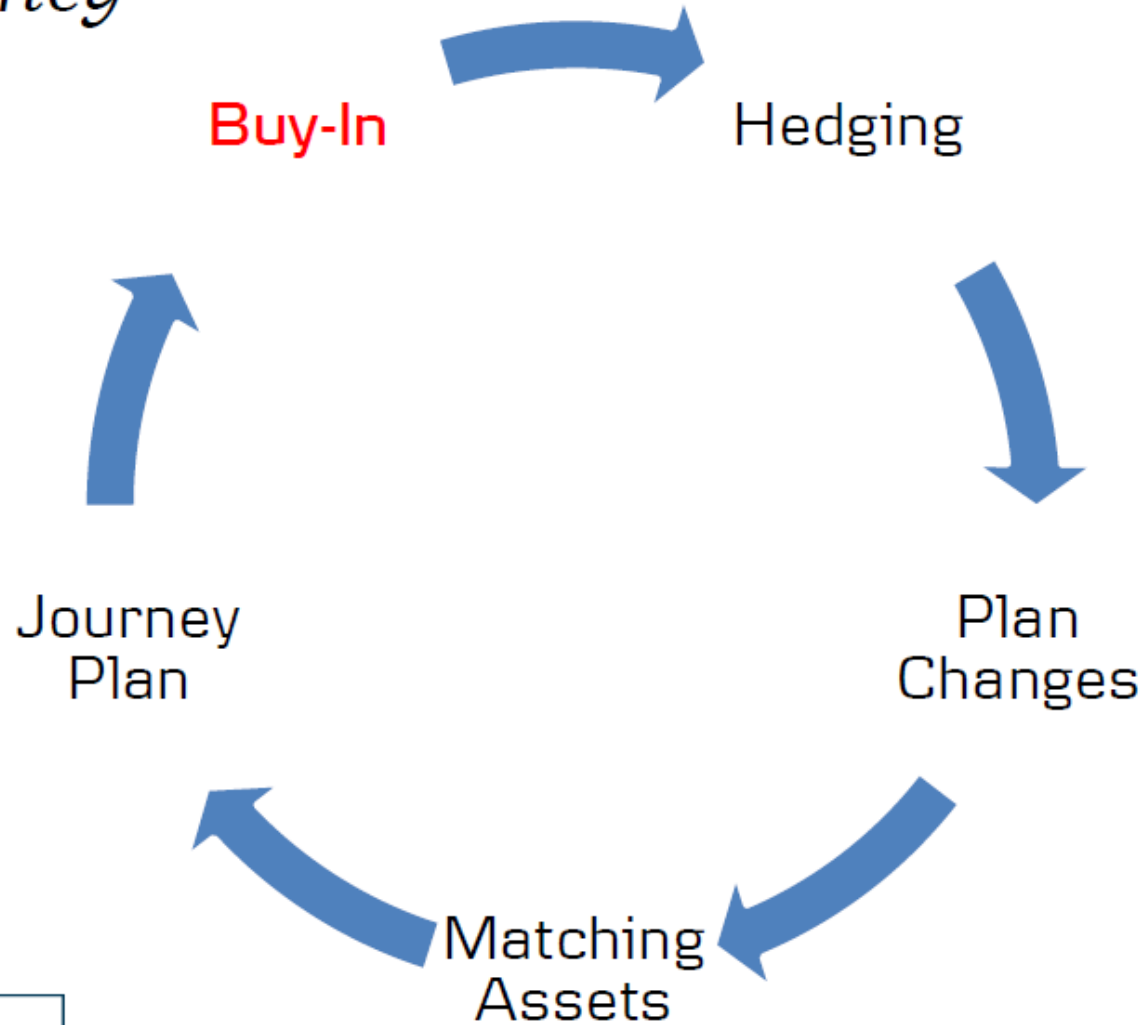 Buy-In
Hedging
Plan
Changes
Matching
Assets
Journey
Plan